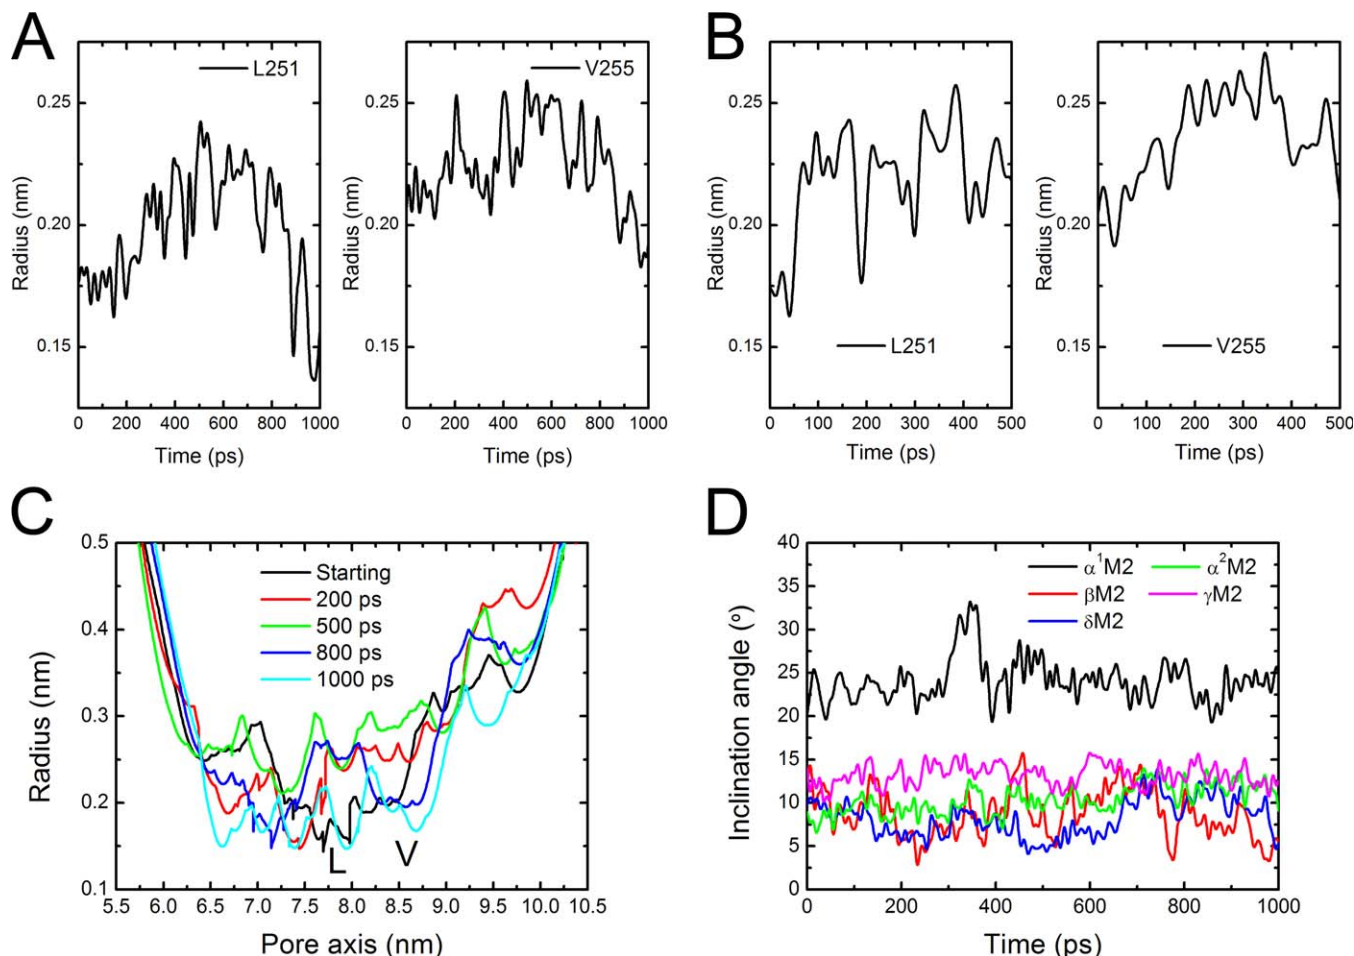 A
L251
V255
Radius (nm)
0.25
0.20
0.15
0 200 400 600 800 1000
Time (ps)
Radius (nm)
0.25
0.20
0.15
0 200 400 600 800 1000
Time (ps)
B
L251
Radius (nm)
0.25
0.20
0.15
0 100 200 300 400 500
Time (ps)
V255
Radius (nm)
0.25
0.20
0.15
0 100 200 300 400 500
Time (ps)
C
Starting
200 ps
500 ps
800 ps
1000 ps
Radius (nm)
0.5
0.4
0.3
0.2
0.1
L V
5.5 6.0 6.5 7.0 7.5 8.0 8.5 9.0 9.5 10.0 10.5
Pore axis (nm)
D
α¹M2 α²M2
βM2 γM2
δM2
Inclination angle (º)
40
35
30
25
20
15
10
5
0
0 200 400 600 800 1000
Time (ps)